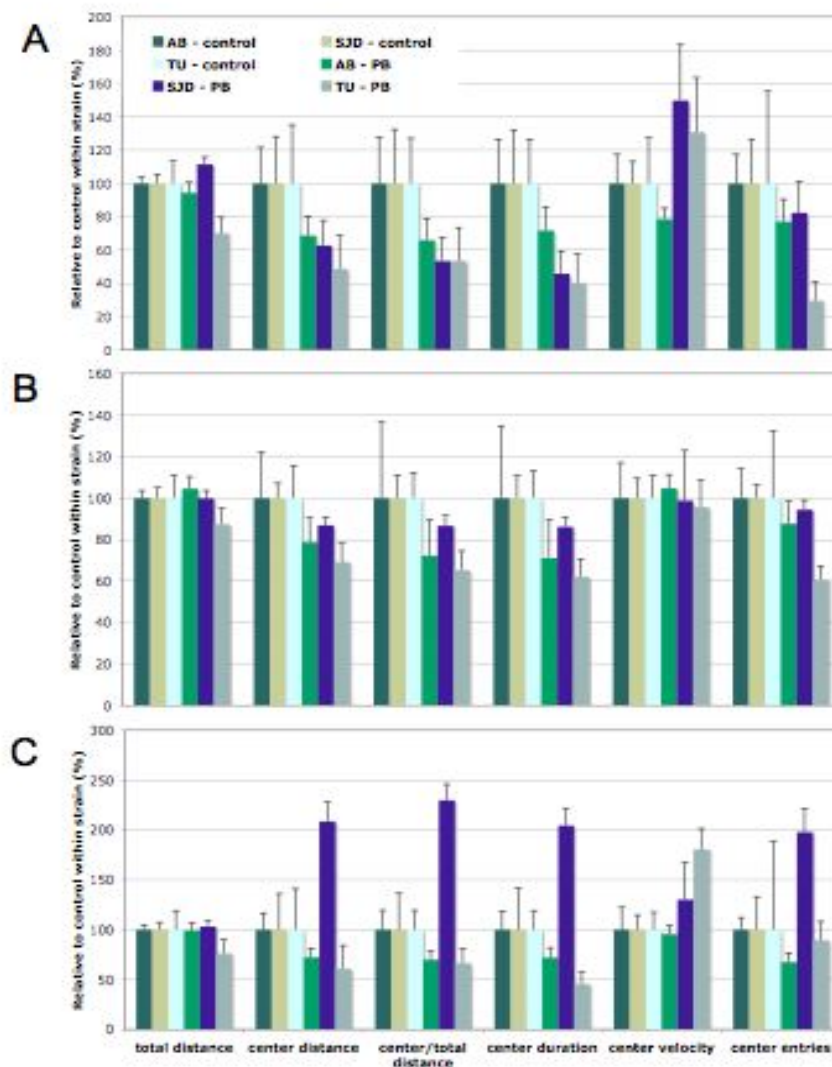 A
Relative to control within strain (%)
200
180
160
140
120
100
80
60
40
20
0
AB - control
SJD - control
TU - control
AB - PB
SJD - PB
TU - PB
B
Relative to control within strain (%)
160
140
120
100
80
60
40
20
0
C
Relative to control within strain (%)
300
250
200
150
100
50
0
total distance
center distance
center/total
distance
center duration
center velocity
center entries